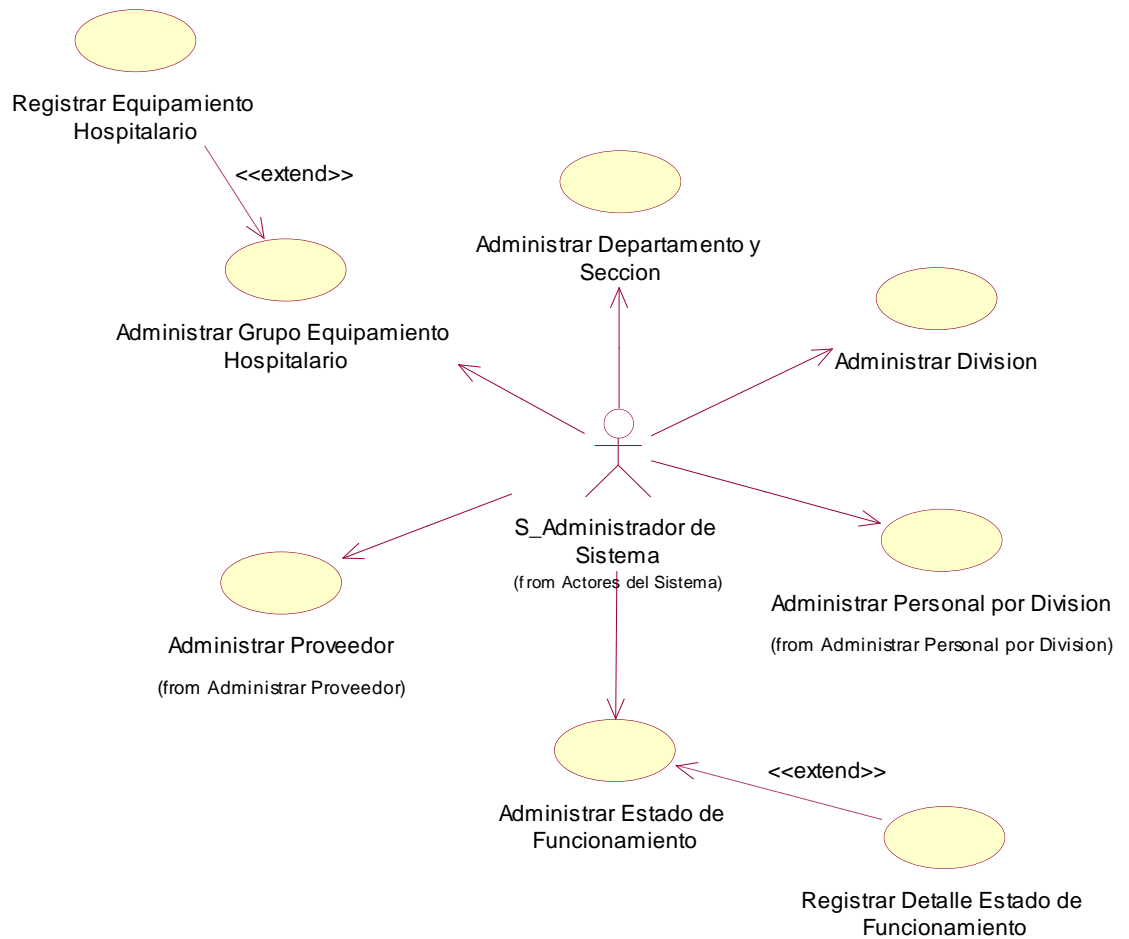 Registrar Equipamiento
Hospitalario
<<extend>>
Administrar Departamento y
Seccion
Administrar Grupo Equipamiento
Hospitalario
Administrar Division
S_Administrador de
Sistema
(from Actores del Sistema)
Administrar Personal por Division
(from Administrar Personal por Division)
Administrar Proveedor
(from Administrar Proveedor)
<<extend>>
Administrar Estado de
Funcionamiento
Registrar Detalle Estado de
Funcionamiento